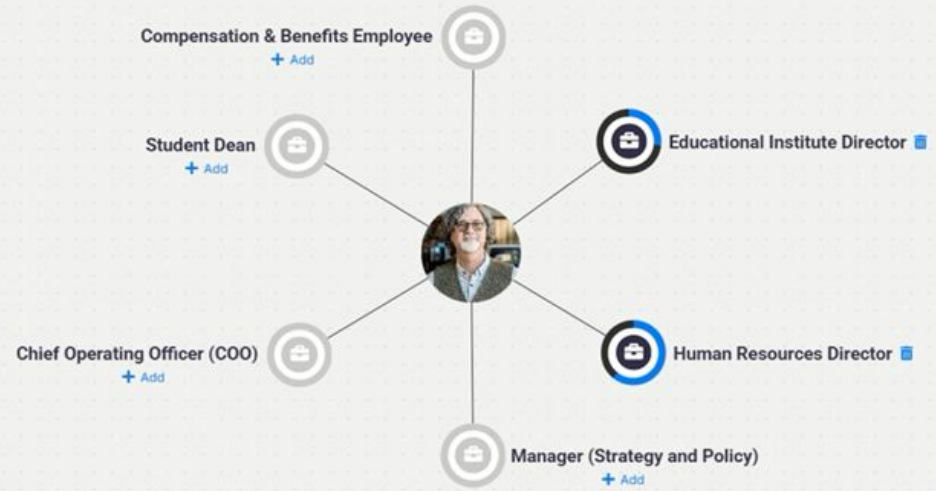 Compensation & Benefits Employee
+ Add
Student Dean
+ Add
Educational Institute Director
Chief Operating Officer (COO)
+ Add
Human Resources Director
Manager (Strategy and Policy)
+ Add